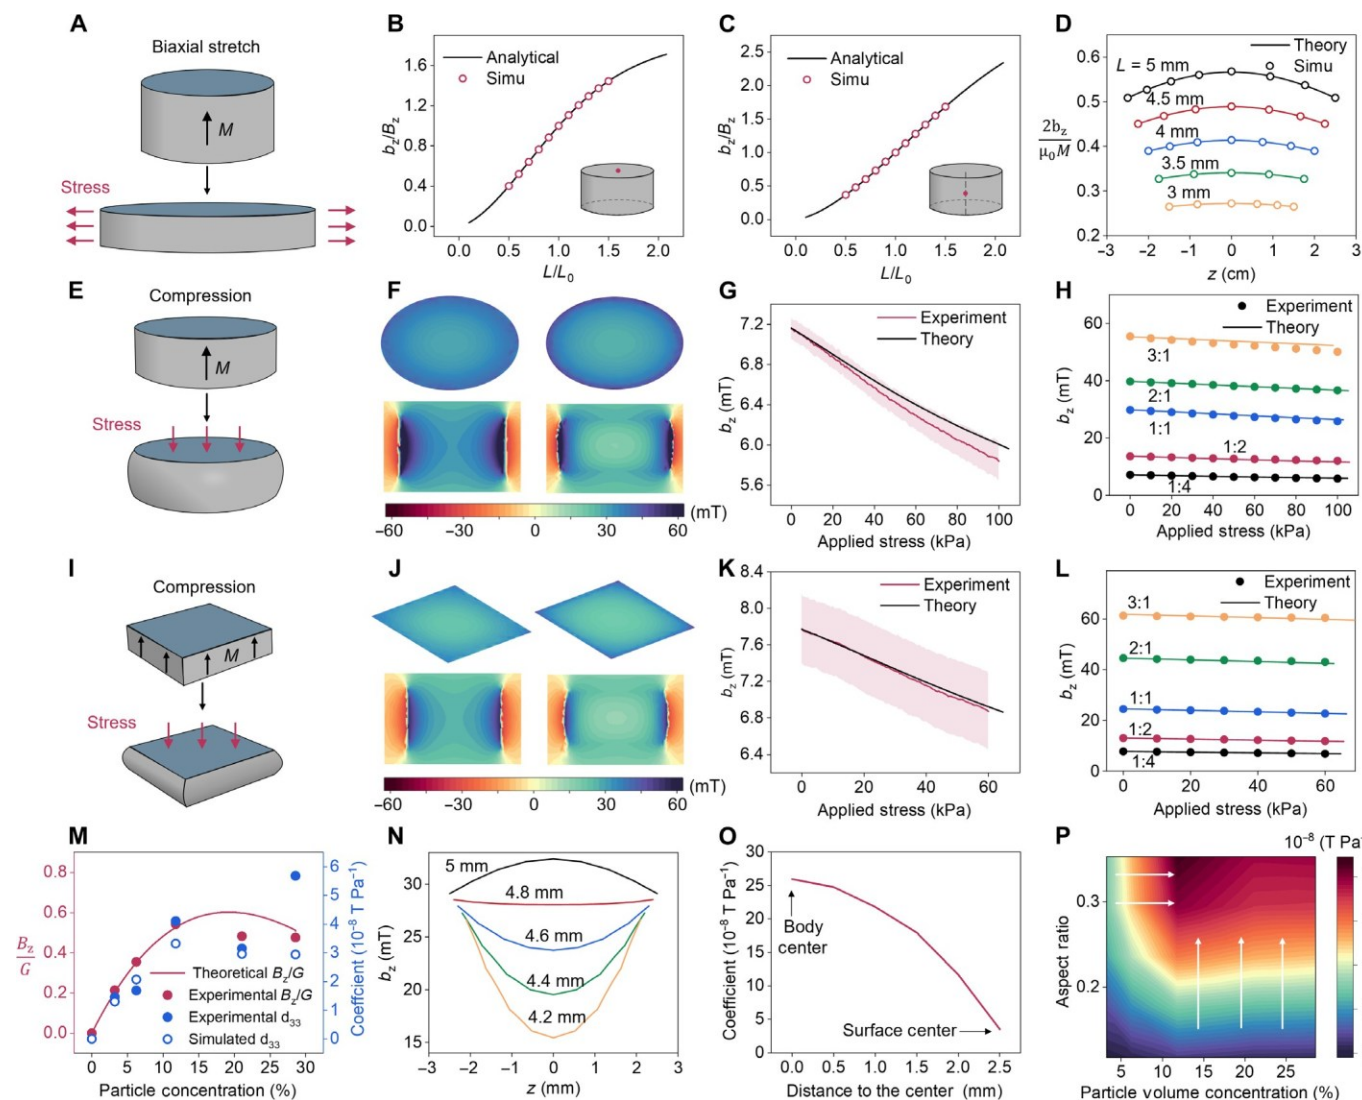 A
Biaxial stretch
M
Stress
B
b_z/B_z
1.6
1.2
0.8
0.4
0.0
Analytical
Simu
0.0 0.5 1.0 1.5 2.0
L/L_0
C
b_z/B_z
2.5
2.0
1.5
1.0
0.5
0.0
Analytical
Simu
0.0 0.5 1.0 1.5 2.0
L/L_0
D
2b_z
μ_0M
0.6
0.5
0.4
0.3
0.2
Theory
Simu
L = 5 mm
4.5 mm
4 mm
3.5 mm
3 mm
−3 −2 −1 0 1 2 3
z (cm)
E
Compression
M
Stress
F
−60 −30 0 30 60 (mT)
G
b_z (mT)
7.2
6.8
6.4
6.0
5.6
Experiment
Theory
0 20 40 60 80 100
Applied stress (kPa)
H
b_z (mT)
60
40
20
0
Experiment
Theory
3:1
2:1
1:1
1:2
1:4
0 20 40 60 80 100
Applied stress (kPa)
I
Compression
M
Stress
J
−60 −30 0 30 60 (mT)
K
b_z (mT)
8.4
8.0
7.6
7.2
6.8
6.4
Experiment
Theory
0 20 40 60
Applied stress (kPa)
L
b_z (mT)
60
40
20
0
Experiment
Theory
3:1
2:1
1:1
1:2
1:4
0 20 40 60
Applied stress (kPa)
M
B_z
G
0.8
0.6
0.4
0.2
0.0
Theoretical B_z/G
Experimental B_z/G
Experimental d_33
Simulated d_33
6
5
4
3
2
1
0
Coefficient (10^−8 T Pa^−1)
0 5 10 15 20 25 30
Particle concentration (%)
N
b_z (mT)
30
25
20
15
5 mm
4.8 mm
4.6 mm
4.4 mm
4.2 mm
−3 −2 −1 0 1 2 3
z (mm)
O
Coefficient (10^−8 T Pa^−1)
30
25
20
15
10
5
0
Body
center
Surface center
0.0 0.5 1.0 1.5 2.0 2.5
Distance to the center (mm)
P
10^−8 (T Pa
Aspect ratio
0.3
0.2
5 10 15 20 25
Particle volume concentration (%)